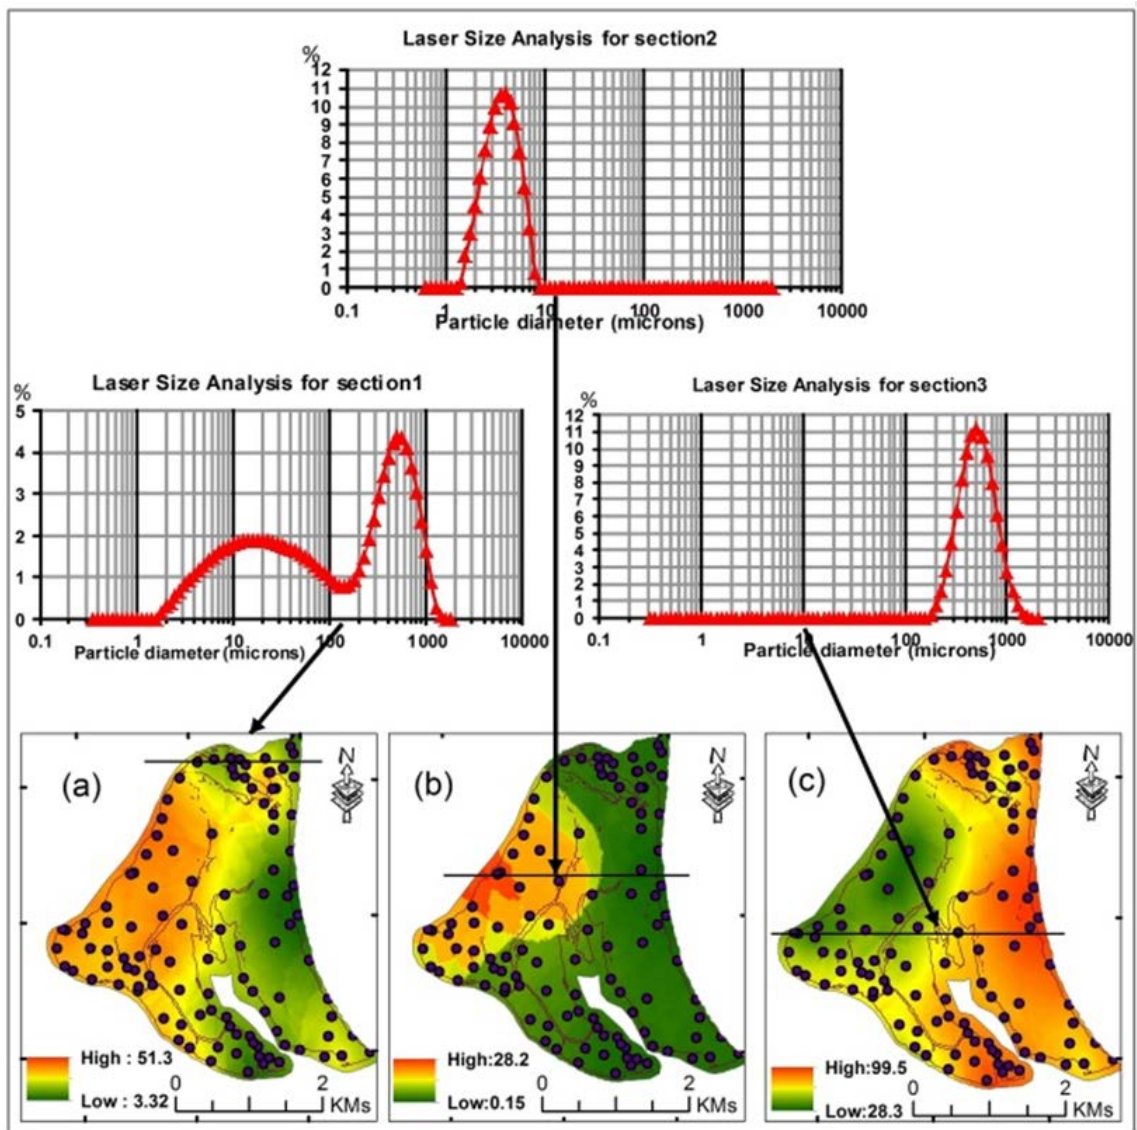 Laser Size Analysis for section2
%
12
11
10
9
8
7
6
5
4
3
2
1
0
0.1 1 10 100 1000 10000
Particle diameter (microns)
Laser Size Analysis for section1
%
5
4
3
2
1
0
0.1 1 10 100 1000 10000
Particle diameter (microns)
Laser Size Analysis for section3
%
12
11
10
9
8
7
6
5
4
3
2
1
0
0.1 1 10 100 1000 10000
Particle diameter (microns)
(a)
N
High : 51.3
Low : 3.32
0 2
KMs
(b)
N
High:28.2
Low:0.15
0 2
KMs
(c)
N
High:99.5
Low:28.3
0 2
KMs